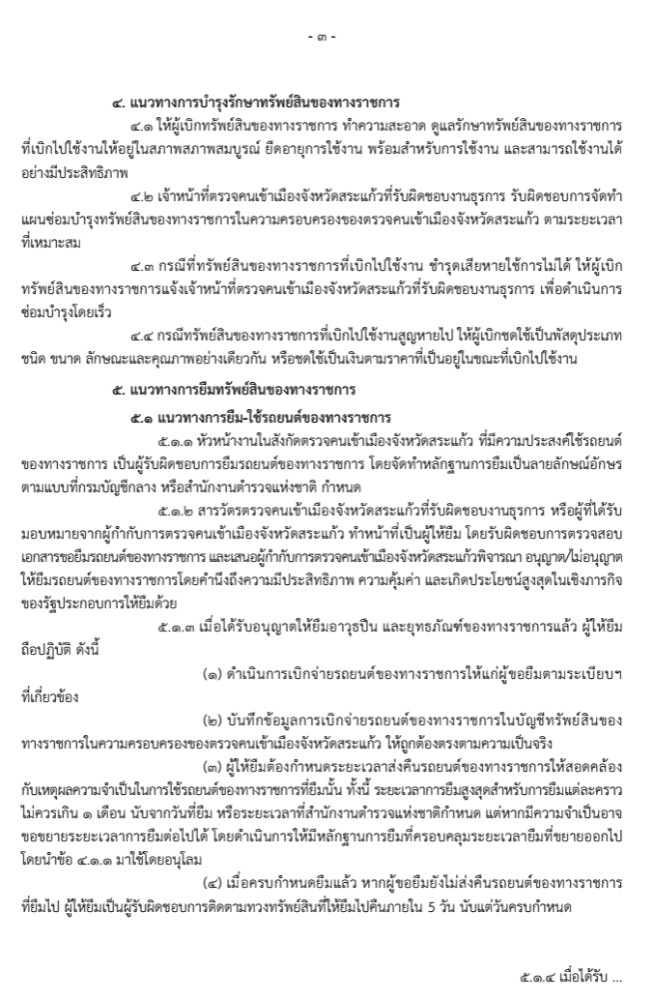 - ๓ -
๔. แนวทางการบำรุงรักษาทรัพย์สินของทางราชการ
๔.๑ ให้ผู้เบิกทรัพย์สินของทางราชการ ทำความสะอาด ดูแลรักษาทรัพย์สินของทางราชการ
ที่เบิกไปใช้งานให้อยู่ในสภาพสภาพสมบูรณ์ ยืดอายุการใช้งาน พร้อมสำหรับการใช้งาน และสามารถใช้งานได้
อย่างมีประสิทธิภาพ
๔.๒ เจ้าหน้าที่ตรวจคนเข้าเมืองจังหวัดสระแก้วที่รับผิดชอบงานธุรการ รับผิดชอบการจัดทำ
แผนซ่อมบำรุงทรัพย์สินของทางราชการในความครอบครองของตรวจคนเข้าเมืองจังหวัดสระแก้ว ตามระยะเวลา
ที่เหมาะสม
๔.๓ กรณีที่ทรัพย์สินของทางราชการที่เบิกไปใช้งาน ชำรุดเสียหายใช้การไม่ได้ ให้ผู้เบิก
ทรัพย์สินของทางราชการแจ้งเจ้าหน้าที่ตรวจคนเข้าเมืองจังหวัดสระแก้วที่รับผิดชอบงานธุรการ เพื่อดำเนินการ
ซ่อมบำรุงโดยเร็ว
๔.๔ กรณีทรัพย์สินของทางราชการที่เบิกไปใช้งานสูญหายไป ให้ผู้เบิกชดใช้เป็นพัสดุประเภท
ชนิด ขนาด ลักษณะและคุณภาพอย่างเดียวกัน หรือชดใช้เป็นเงินตามราคาที่เป็นอยู่ในขณะที่เบิกไปใช้งาน
๕. แนวทางการยืมทรัพย์สินของทางราชการ
๕.๑ แนวทางการยืม-ใช้รถยนต์ของทางราชการ
๕.๑.๑ หัวหน้างานในสังกัดตรวจคนเข้าเมืองจังหวัดสระแก้ว ที่มีความประสงค์ใช้รถยนต์
ของทางราชการ เป็นผู้รับผิดชอบการยืมรถยนต์ของทางราชการ โดยจัดทำหลักฐานการยืมเป็นลายลักษณ์อักษร
ตามแบบที่กรมบัญชีกลาง หรือสำนักงานตำรวจแห่งชาติ กำหนด
๕.๑.๒ สารวัตรตรวจคนเข้าเมืองจังหวัดสระแก้วที่รับผิดชอบงานธุรการ หรือผู้ที่ได้รับ
มอบหมายจากผู้กำกับการตรวจคนเข้าเมืองจังหวัดสระแก้ว ทำหน้าที่เป็นผู้ให้ยืม โดยรับผิดชอบการตรวจสอบ
เอกสารขอยืมรถยนต์ของทางราชการ และเสนอผู้กำกับการตรวจคนเข้าเมืองจังหวัดสระแก้วพิจารณา อนุญาต/ไม่อนุญาต
ให้ยืมรถยนต์ของทางราชการโดยคำนึงถึงความมีประสิทธิภาพ ความคุ้มค่า และเกิดประโยชน์สูงสุดในเชิงภารกิจ
ของรัฐประกอบการให้ยืมด้วย
๕.๑.๓ เมื่อได้รับอนุญาตให้ยืมอาวุธปืน และยุทธภัณฑ์ของทางราชการแล้ว ผู้ให้ยืม
ถือปฏิบัติ ดังนี้
(๑) ดำเนินการเบิกจ่ายรถยนต์ของทางราชการให้แก่ผู้ขอยืมตามระเบียบฯ
ที่เกี่ยวข้อง
(๒) บันทึกข้อมูลการเบิกจ่ายรถยนต์ของทางราชการในบัญชีทรัพย์สินของ
ทางราชการในความครอบครองของตรวจคนเข้าเมืองจังหวัดสระแก้ว ให้ถูกต้องตรงตามความเป็นจริง
(๓) ผู้ให้ยืมต้องกำหนดระยะเวลาส่งคืนรถยนต์ของทางราชการให้สอดคล้อง
กับเหตุผลความจำเป็นในการใช้รถยนต์ของทางราชการที่ยืมนั้น ทั้งนี้ ระยะเวลาการยืมสูงสุดสำหรับการยืมแต่ละคราว
ไม่ควรเกิน ๑ เดือน นับจากวันที่ยืม หรือระยะเวลาที่สำนักงานตำรวจแห่งชาติกำหนด แต่หากมีความจำเป็นอาจ
ขอขยายระยะเวลาการยืมต่อไปได้ โดยดำเนินการให้มีหลักฐานการยืมที่ครอบคลุมระยะเวลายืมที่ขยายออกไป
โดยนำข้อ ๔.๑.๑ มาใช้โดยอนุโลม
(๔) เมื่อครบกำหนดยืมแล้ว หากผู้ขอยืมยังไม่ส่งคืนรถยนต์ของทางราชการ
ที่ยืมไป ผู้ให้ยืมเป็นผู้รับผิดชอบการติดตามทวงทรัพย์สินที่ให้ยืมไปคืนภายใน 5 วัน นับแต่วันครบกำหนด
๕.๑.๔ เมื่อได้รับ ...